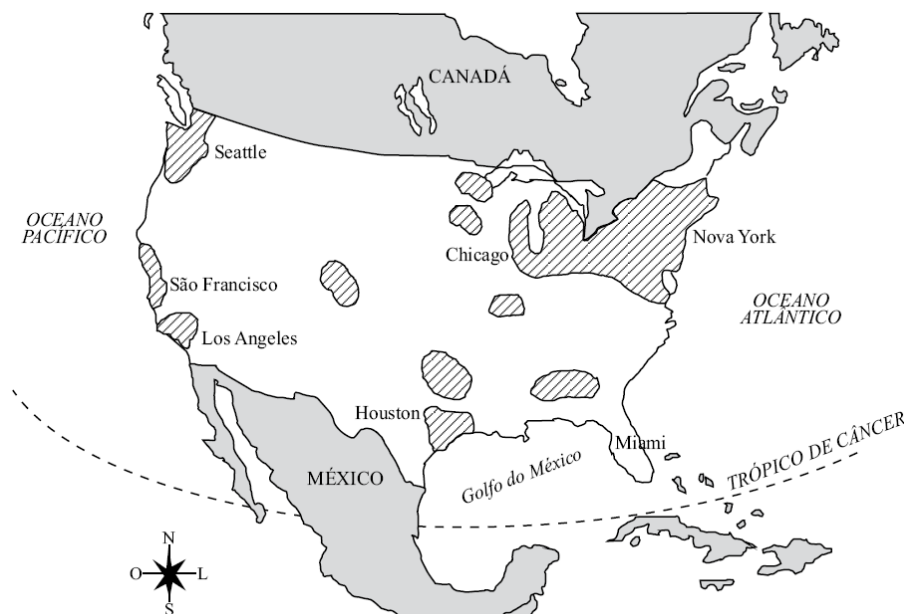 CANADÁ
Seattle
OCEANO
PACÍFICO
Chicago
Nova York
São Francisco
OCEANO
ATLÂNTICO
Los Angeles
Houston
Miami
TRÓPICO DE CÂNCER
Golfo do México
MÉXICO
N
O
L
S